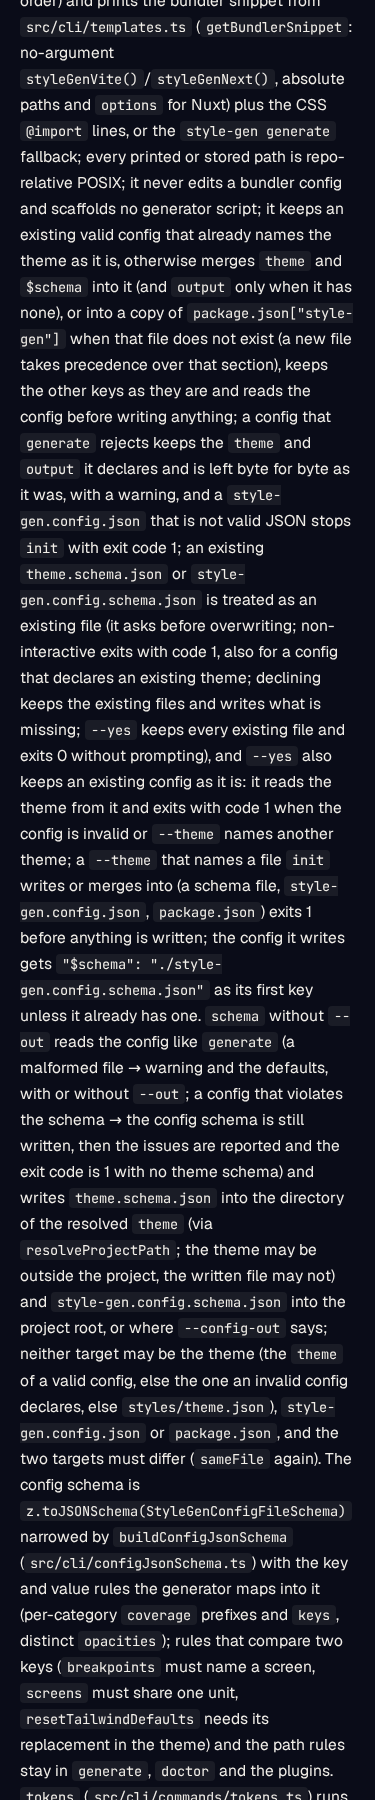 order) and prints the bundler snippet from
src/cli/templates.ts ( getBundlerSnippet :
no-argument
styleGenVite() / styleGenNext() , absolute
paths and options for Nuxt) plus the CSS
@import lines, or the style-gen generate
fallback; every printed or stored path is repo-
relative POSIX; it never edits a bundler config
and scaffolds no generator script; it keeps an
existing valid config that already names the
theme as it is, otherwise merges theme and
$schema into it (and output only when it has
none), or into a copy of package.json["style-
gen"] when that file does not exist (a new file
takes precedence over that section), keeps
the other keys as they are and reads the
config before writing anything; a config that
generate rejects keeps the theme and
output it declares and is left byte for byte as
it was, with a warning, and a style-
gen.config.json that is not valid JSON stops
init with exit code 1; an existing
theme.schema.json or style-
gen.config.schema.json is treated as an
existing file (it asks before overwriting; non-
interactive exits with code 1, also for a config
that declares an existing theme; declining
keeps the existing files and writes what is
missing; --yes keeps every existing file and
exits 0 without prompting), and --yes also
keeps an existing config as it is: it reads the
theme from it and exits with code 1 when the
config is invalid or --theme names another
theme; a --theme that names a file init
writes or merges into (a schema file, style-
gen.config.json , package.json ) exits 1
before anything is written; the config it writes
gets "$schema": "./style-
gen.config.schema.json" as its first key
unless it already has one. schema without --
out reads the config like generate (a
malformed file → warning and the defaults,
with or without --out ; a config that violates
the schema → the config schema is still
written, then the issues are reported and the
exit code is 1 with no theme schema) and
writes theme.schema.json into the directory
of the resolved theme (via
resolveProjectPath ; the theme may be
outside the project, the written file may not)
and style-gen.config.schema.json into the
project root, or where --config-out says;
neither target may be the theme (the theme
of a valid config, else the one an invalid config
declares, else styles/theme.json ), style-
gen.config.json or package.json , and the
two targets must differ ( sameFile again). The
config schema is
z.toJSONSchema(StyleGenConfigFileSchema)
narrowed by buildConfigJsonSchema
( src/cli/configJsonSchema.ts ) with the key
and value rules the generator maps into it
(per-category coverage prefixes and keys ,
distinct opacities ); rules that compare two
keys ( breakpoints must name a screen,
screens must share one unit,
resetTailwindDefaults needs its
replacement in the theme) and the path rules
stay in generate , doctor and the plugins.
tokens ( src/cli/commands/tokens.ts ) runs